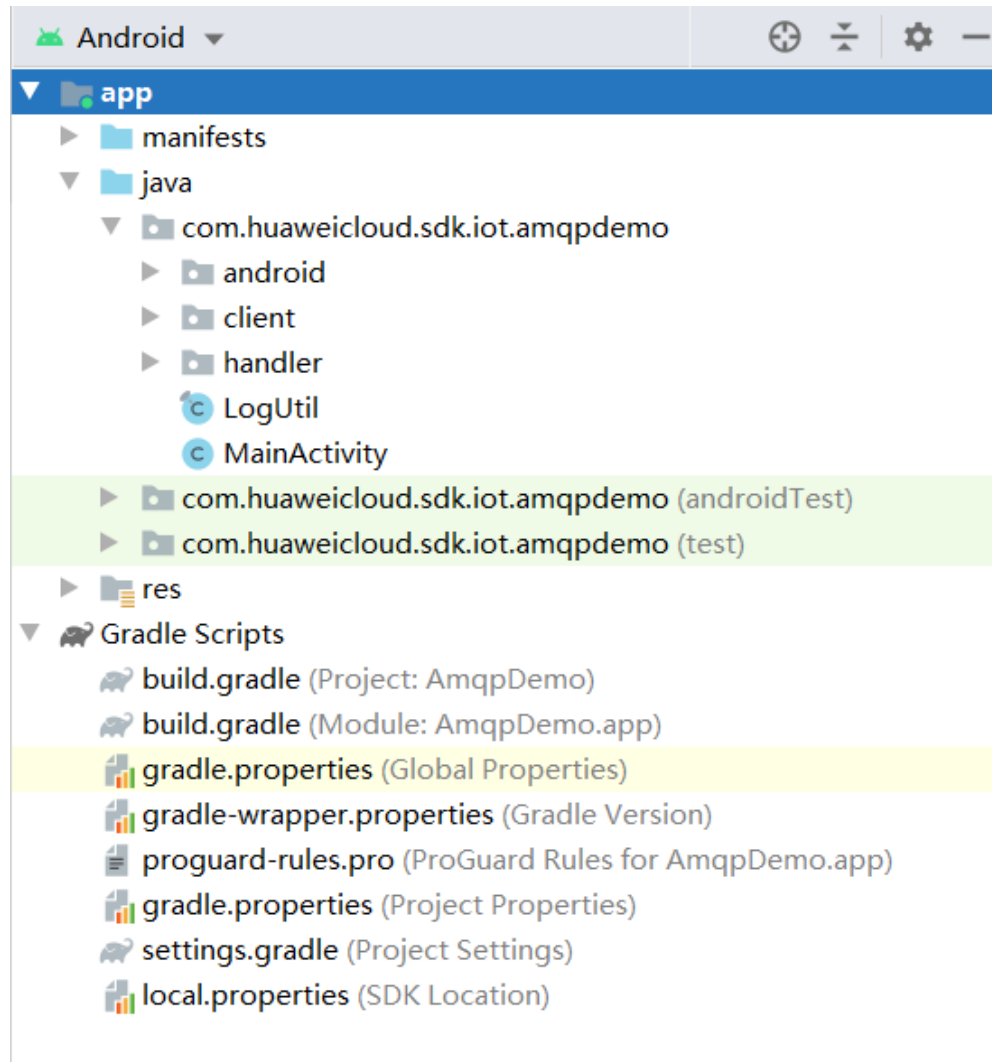 Android
app
manifests
java
com.huaweicloud.sdk.iot.amqpdemo
android
client
handler
LogUtil
MainActivity
com.huaweicloud.sdk.iot.amqpdemo (androidTest)
com.huaweicloud.sdk.iot.amqpdemo (test)
res
Gradle Scripts
build.gradle (Project: AmqpDemo)
build.gradle (Module: AmqpDemo.app)
gradle.properties (Global Properties)
gradle-wrapper.properties (Gradle Version)
proguard-rules.pro (ProGuard Rules for AmqpDemo.app)
gradle.properties (Project Properties)
settings.gradle (Project Settings)
local.properties (SDK Location)